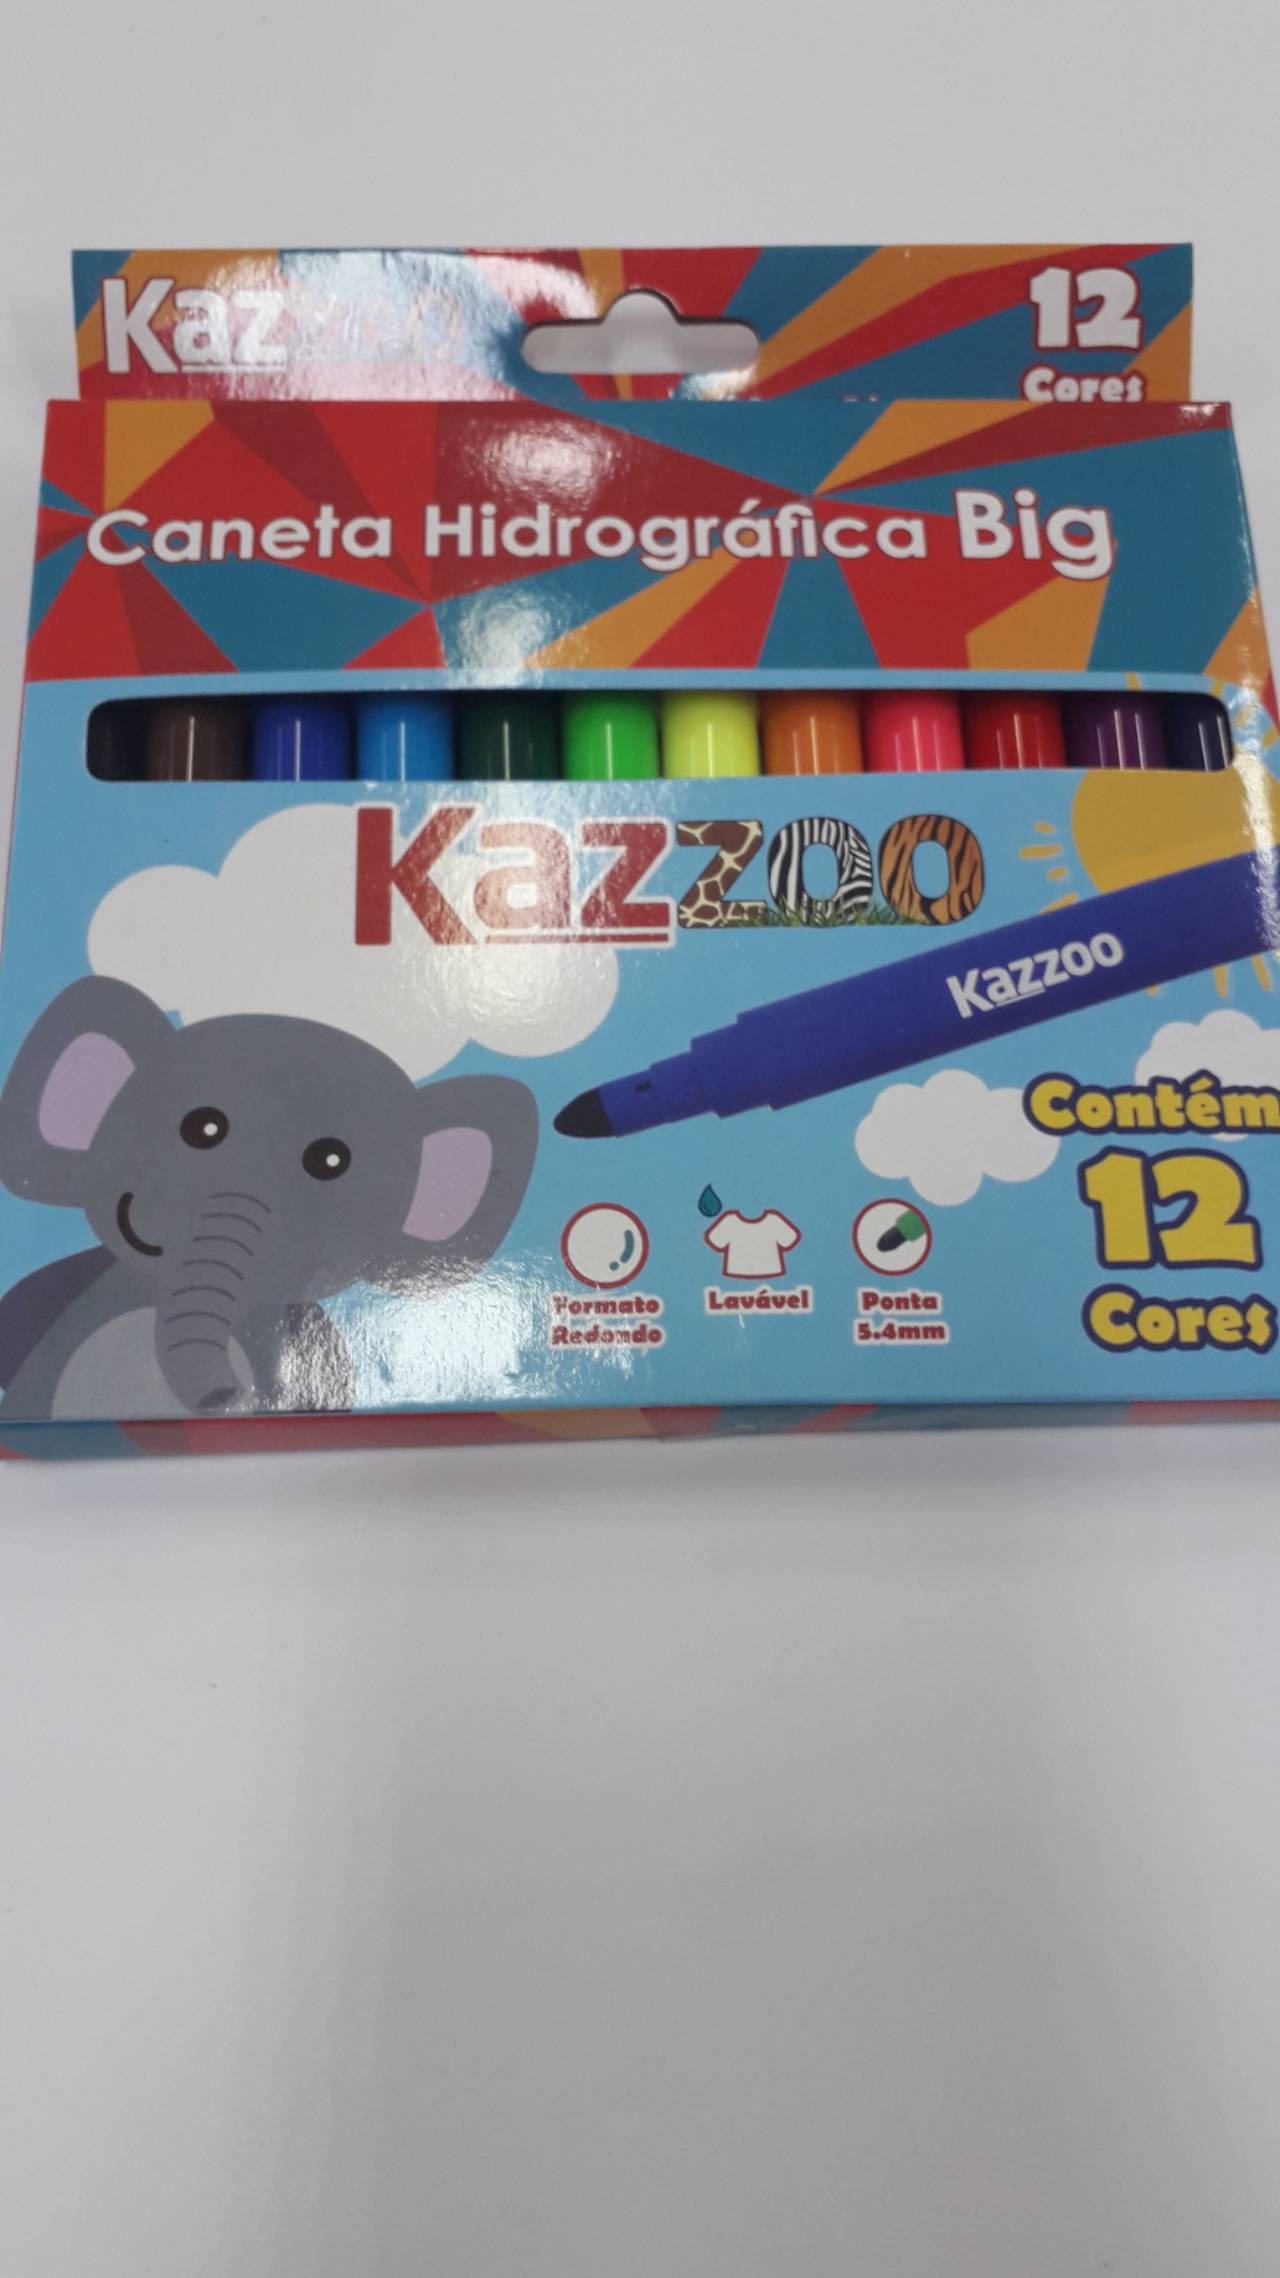 Kazzoo
12
Cores
Caneta Hidrográfica Big
Kazzoo
Kazzoo
Contém
12
Cores
Formato
Redondo
Lavável
Ponta
5.4mm